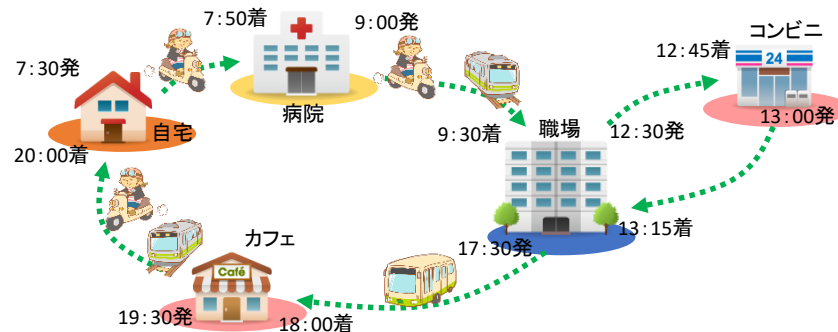 7：50着
9：00発
コンビニ
12：45着
24
7：30発
病院
自宅
9：30着
職場
12：30発
13：00発
20：00着
カフェ
13：15着
17：30発
Café
19：30発
18：00着